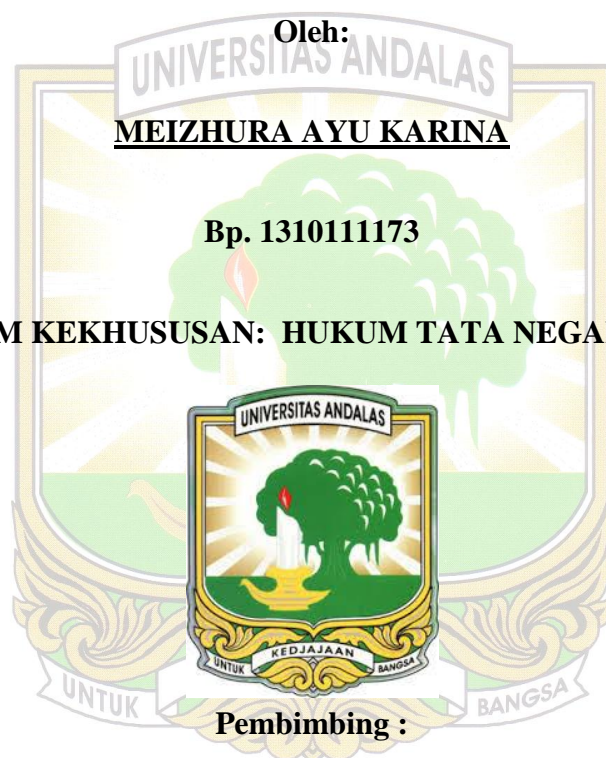 Oleh:
UNIVERSITAS ANDALAS
MEIZHURA AYU KARINA
Bp. 1310111173
M KEKHUSUSAN: HUKUM TATA NEGA
UNIVERSITAS ANDALAS
KEDJAJAAN
UNTUK BANGSA
UNTUK BANGSA
Pembimbing :